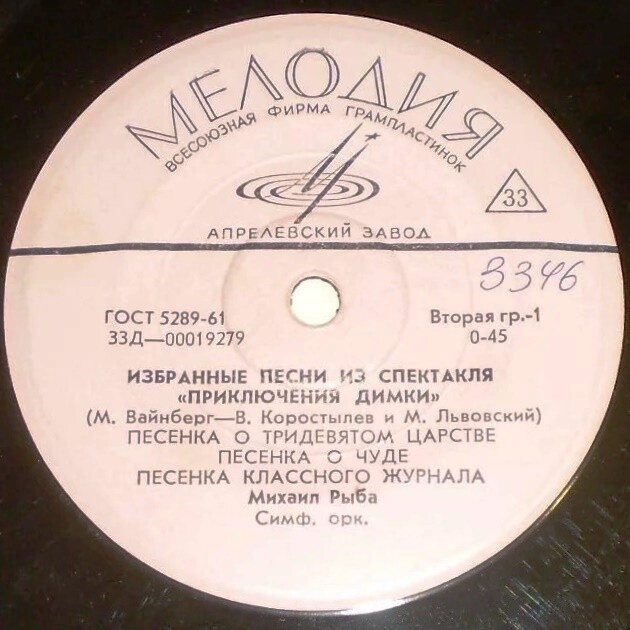 МЕЛОДИЯ
ВСЕСОЮЗНАЯ ФИРМА ГРАМПЛАСТИНОК
33
АПРЕЛЕВСКИЙ ЗАВОД
3346
ГОСТ 5289-61
Вторая гр.-1
33Д—00019279
0-45
ИЗБРАННЫЕ ПЕСНИ ИЗ СПЕКТАКЛЯ
«ПРИКЛЮЧЕНИЯ ДИМКИ»
(М. Вайнберг—В. Коростылев и М. Львовский)
ПЕСЕНКА О ТРИДЕВЯТОМ ЦАРСТВЕ
ПЕСЕНКА О ЧУДЕ
ПЕСЕНКА КЛАССНОГО ЖУРНАЛА
Михаил Рыба
Симф. орк.